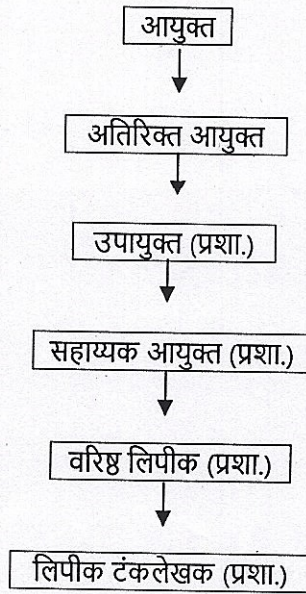 आयुक्त
अतिरिक्त आयुक्त
उपायुक्त (प्रशा.)
सहाय्यक आयुक्त (प्रशा.)
वरिष्ठ लिपीक (प्रशा.)
लिपीक टंकलेखक (प्रशा.)